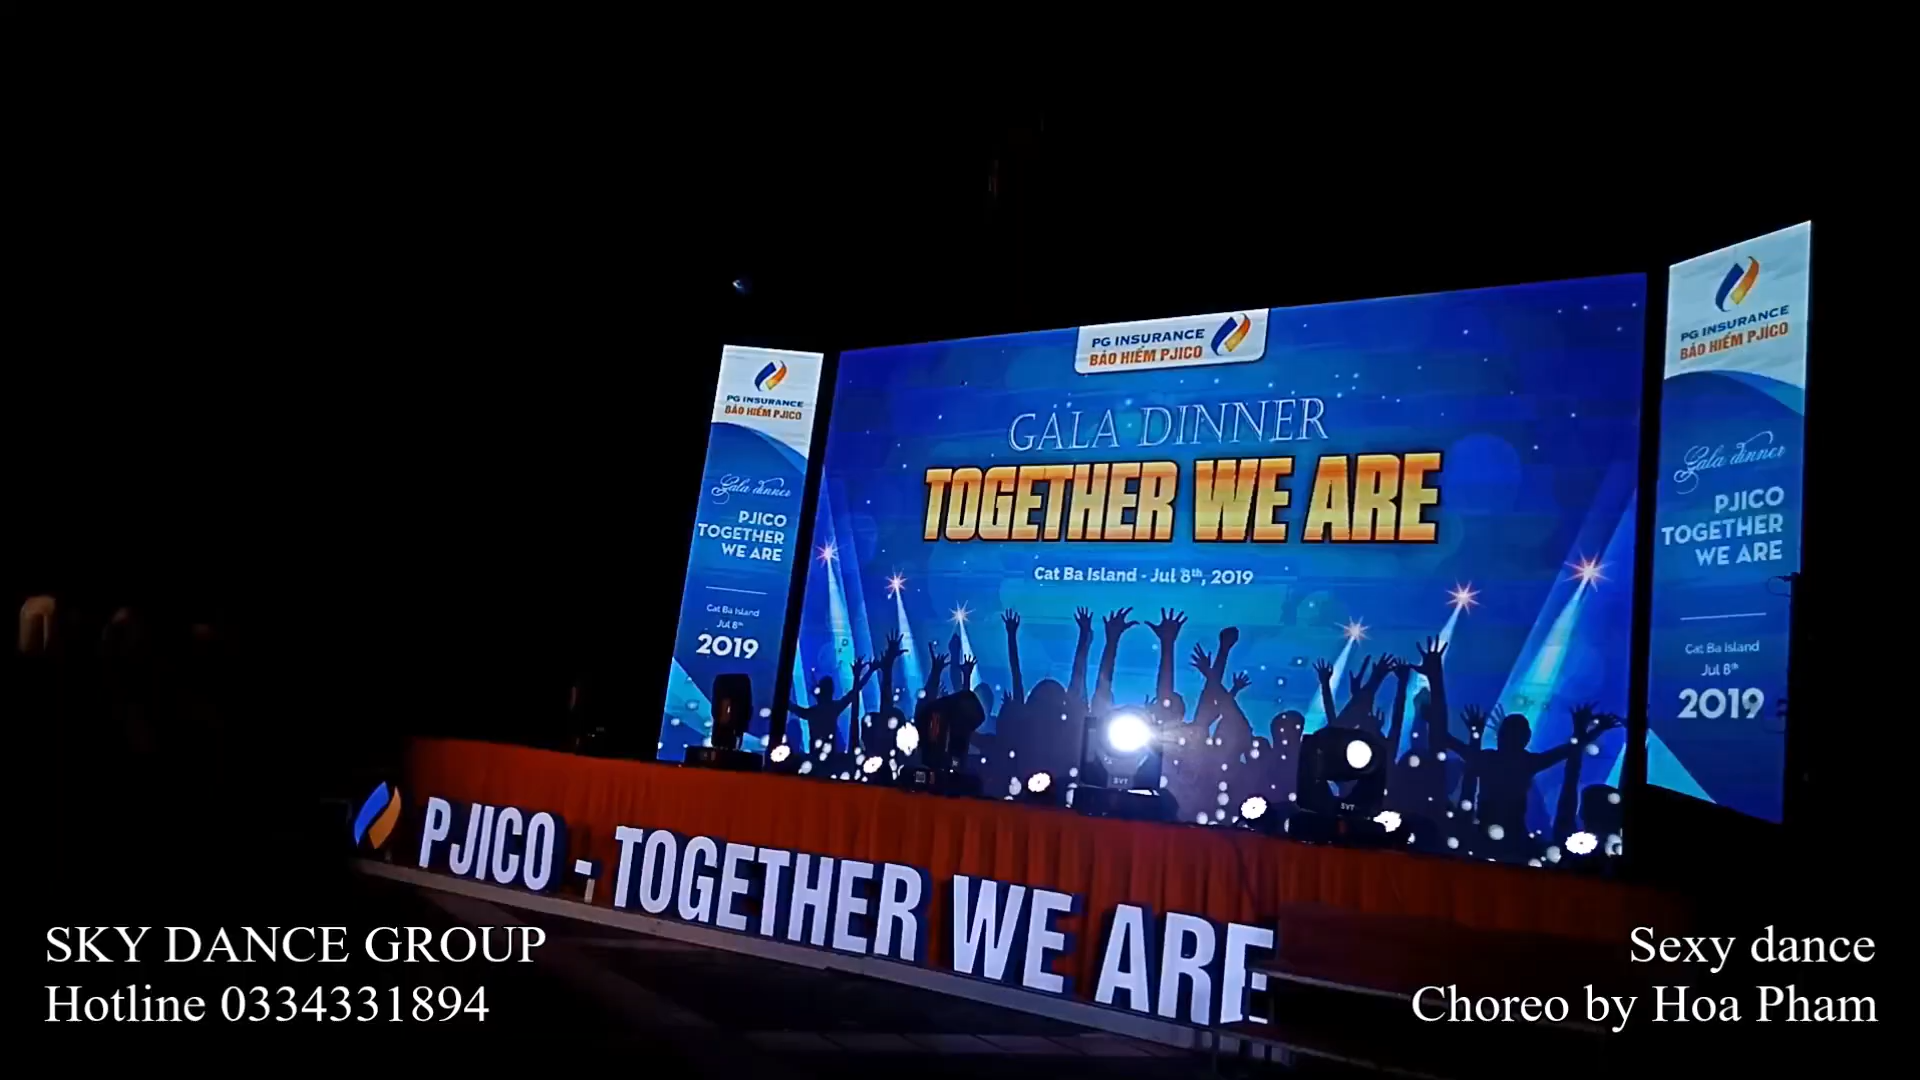 PG INSURANCE
BẢO HIỂM PJICO
Gala dinner
PJICO
TOGETHER
WE ARE
Cat Ba Island
Jul 8th
2019
PG INSURANCE
BẢO HIỂM PJICO
GALA DINNER
TOGETHER WE ARE
Cat Ba Island - Jul 8th, 2019
PG INSURANCE
BẢO HIỂM PJICO
Gala dinner
PJICO
TOGETHER
WE ARE
Cat Ba Island
Jul 8th
2019
SVT
SVT
PJICO - TOGETHER WE ARE
SKY DANCE GROUP
Hotline 0334331894
Sexy dance
Choreo by Hoa Pham